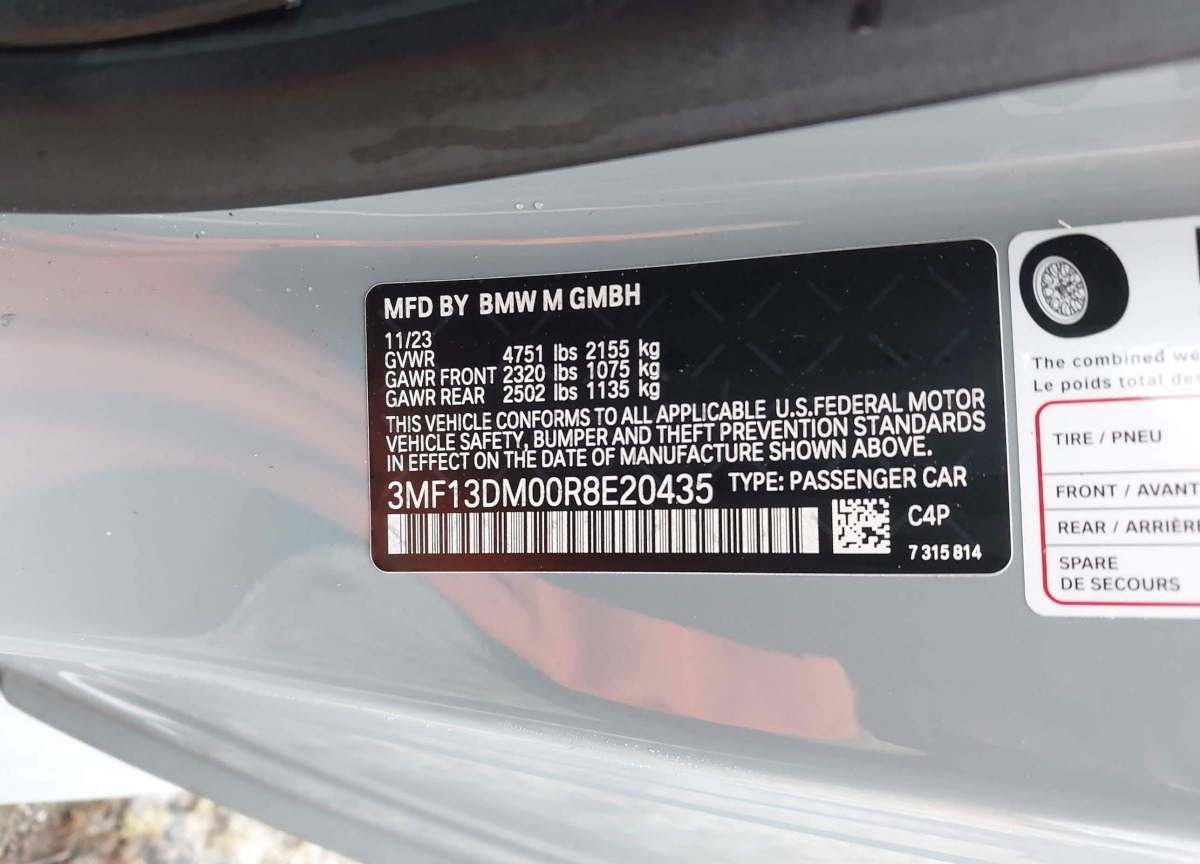 MFD BY BMW M GMBH
11/23
GVWR 4751 lbs 2155 kg
GAWR FRONT 2320 lbs 1075 kg
GAWR REAR 2502 lbs 1135 kg
THIS VEHICLE CONFORMS TO ALL APPLICABLE U.S.FEDERAL MOTOR
VEHICLE SAFETY, BUMPER AND THEFT PREVENTION STANDARDS
IN EFFECT ON THE DATE OF MANUFACTURE SHOWN ABOVE.
3MF13DM00R8E20435 TYPE: PASSENGER CAR
C4P
7 315 814
The combined we
Le poids total des
TIRE / PNEU
FRONT / AVANT
REAR / ARRIÈRE
SPARE
DE SECOURS